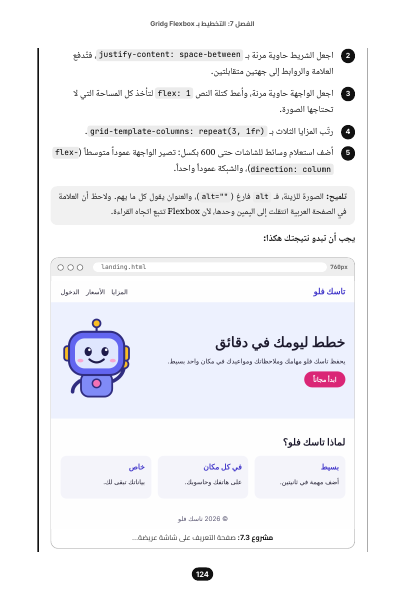 الفصل 7: التخطيط بـ Flexbox وGrid
2 اجعل الشريط حاوية مرنة بـ justify-content: space-between، فتُدفع
العلامة والروابط إلى جهتين متقابلتين.
3 اجعل الواجهة حاوية مرنة، وأعط كتلة النص flex: 1 لتأخذ كل المساحة التي لا
تحتاجها الصورة.
4 رتّب المزايا الثلاث بـ grid-template-columns: repeat(3, 1fr).
5 أضف استعلام وسائط للشاشات حتى 600 بكسل: تصير الواجهة عموداً متوسطاً (flex-
direction: column)، والشبكة عموداً واحداً.
تلميح: الصورة للزينة، فـ alt فارغ (alt="")، والعنوان يقول كل ما يهم. ولاحظ أن العلامة
في الصفحة العربية انتقلت إلى اليمين وحدها، لأن Flexbox تتبع اتجاه القراءة.
يجب أن تبدو نتيجتك هكذا:
landing.html 760px
تاسك فلو المزايا الأسعار الدخول
خطط ليومك في دقائق
يحفظ تاسك فلو مهامك وملاحظاتك ومواعيدك في مكان واحد بسيط.
ابدأ مجاناً
لماذا تاسك فلو؟
بسيط في كل مكان خاص
أضف مهمة في ثانيتين. على هاتفك وحاسوبك. بياناتك تبقى لك.
© 2026 تاسك فلو
مشروع 7.3: صفحة التعريف على شاشة عريضة...
124